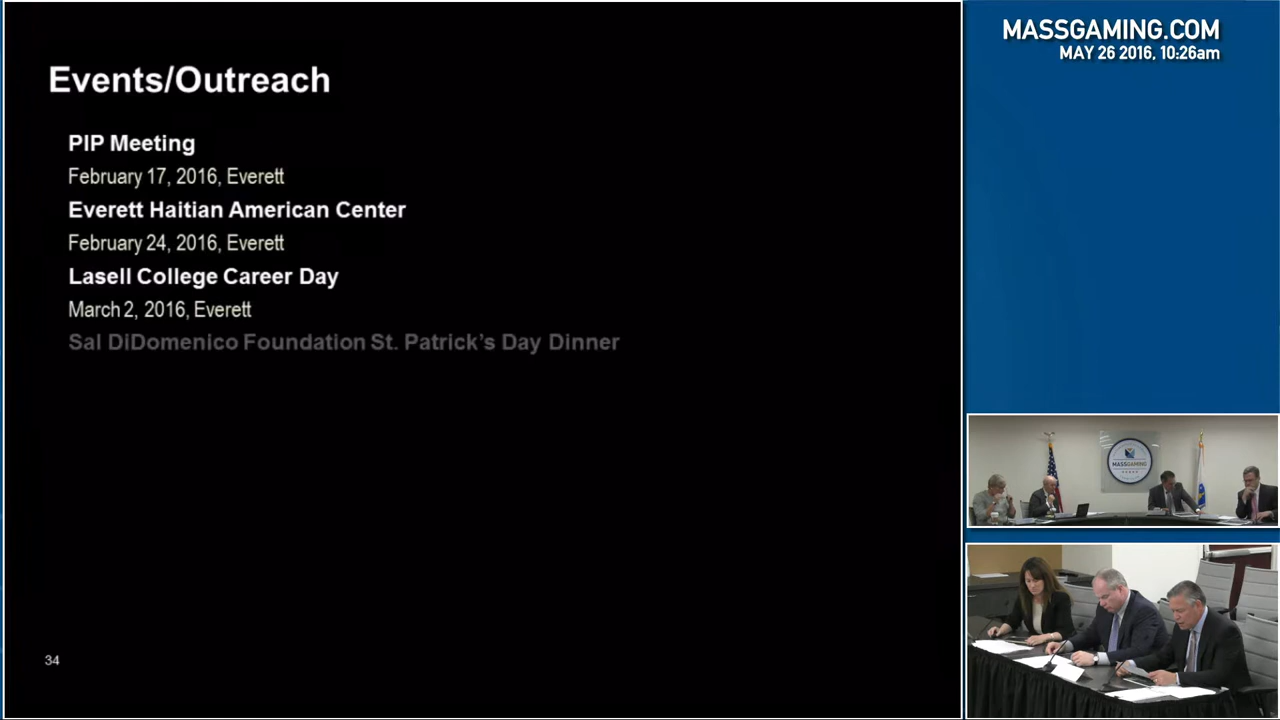 MASSGAMING.COM
MAY 26 2016, 10:26am
Events/Outreach
PIP Meeting
February 17, 2016, Everett
Everett Haitian American Center
February 24, 2016, Everett
Lasell College Career Day
March 2, 2016, Everett
Sal DiDomenico Foundation St. Patrick's Day Dinner
34
MASSGAMING